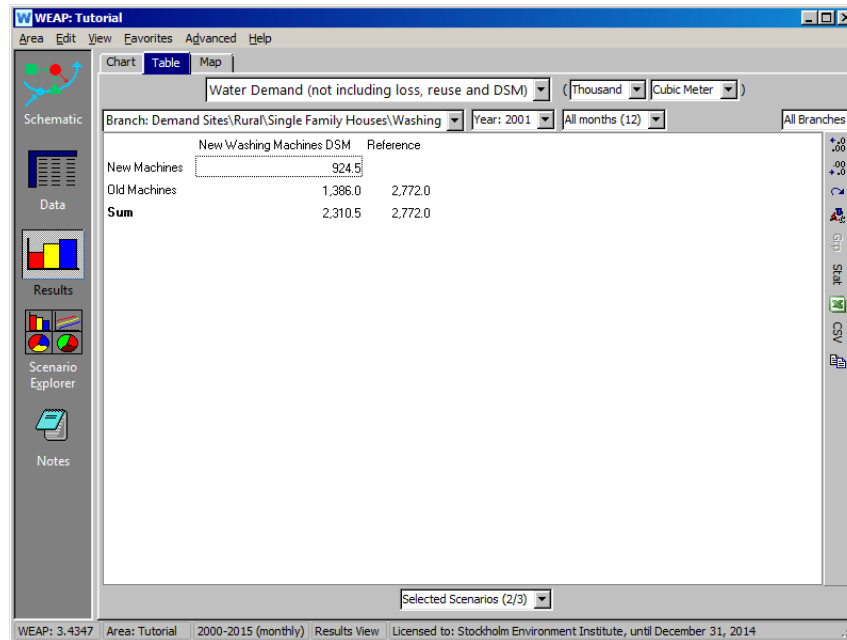 WEAP: Tutorial
Area Edit View Favorites Advanced Help
Chart Table Map
Water Demand (not including loss, reuse and DSM) ( Thousand Cubic Meter )
Schematic
Branch: Demand Sites\Rural\Single Family Houses\Washing Year: 2001 All months (12) All Branches
New Washing Machines DSM Reference
New Machines 924.5
Old Machines 1,386.0 2,772.0
Sum 2,310.5 2,772.0
Data
Results
Scenario
Explorer
Notes
Stat
CSV
Selected Scenarios (2/3)
WEAP: 3.4347 Area: Tutorial 2000-2015 (monthly) Results View Licensed to: Stockholm Environment Institute, until December 31, 2014